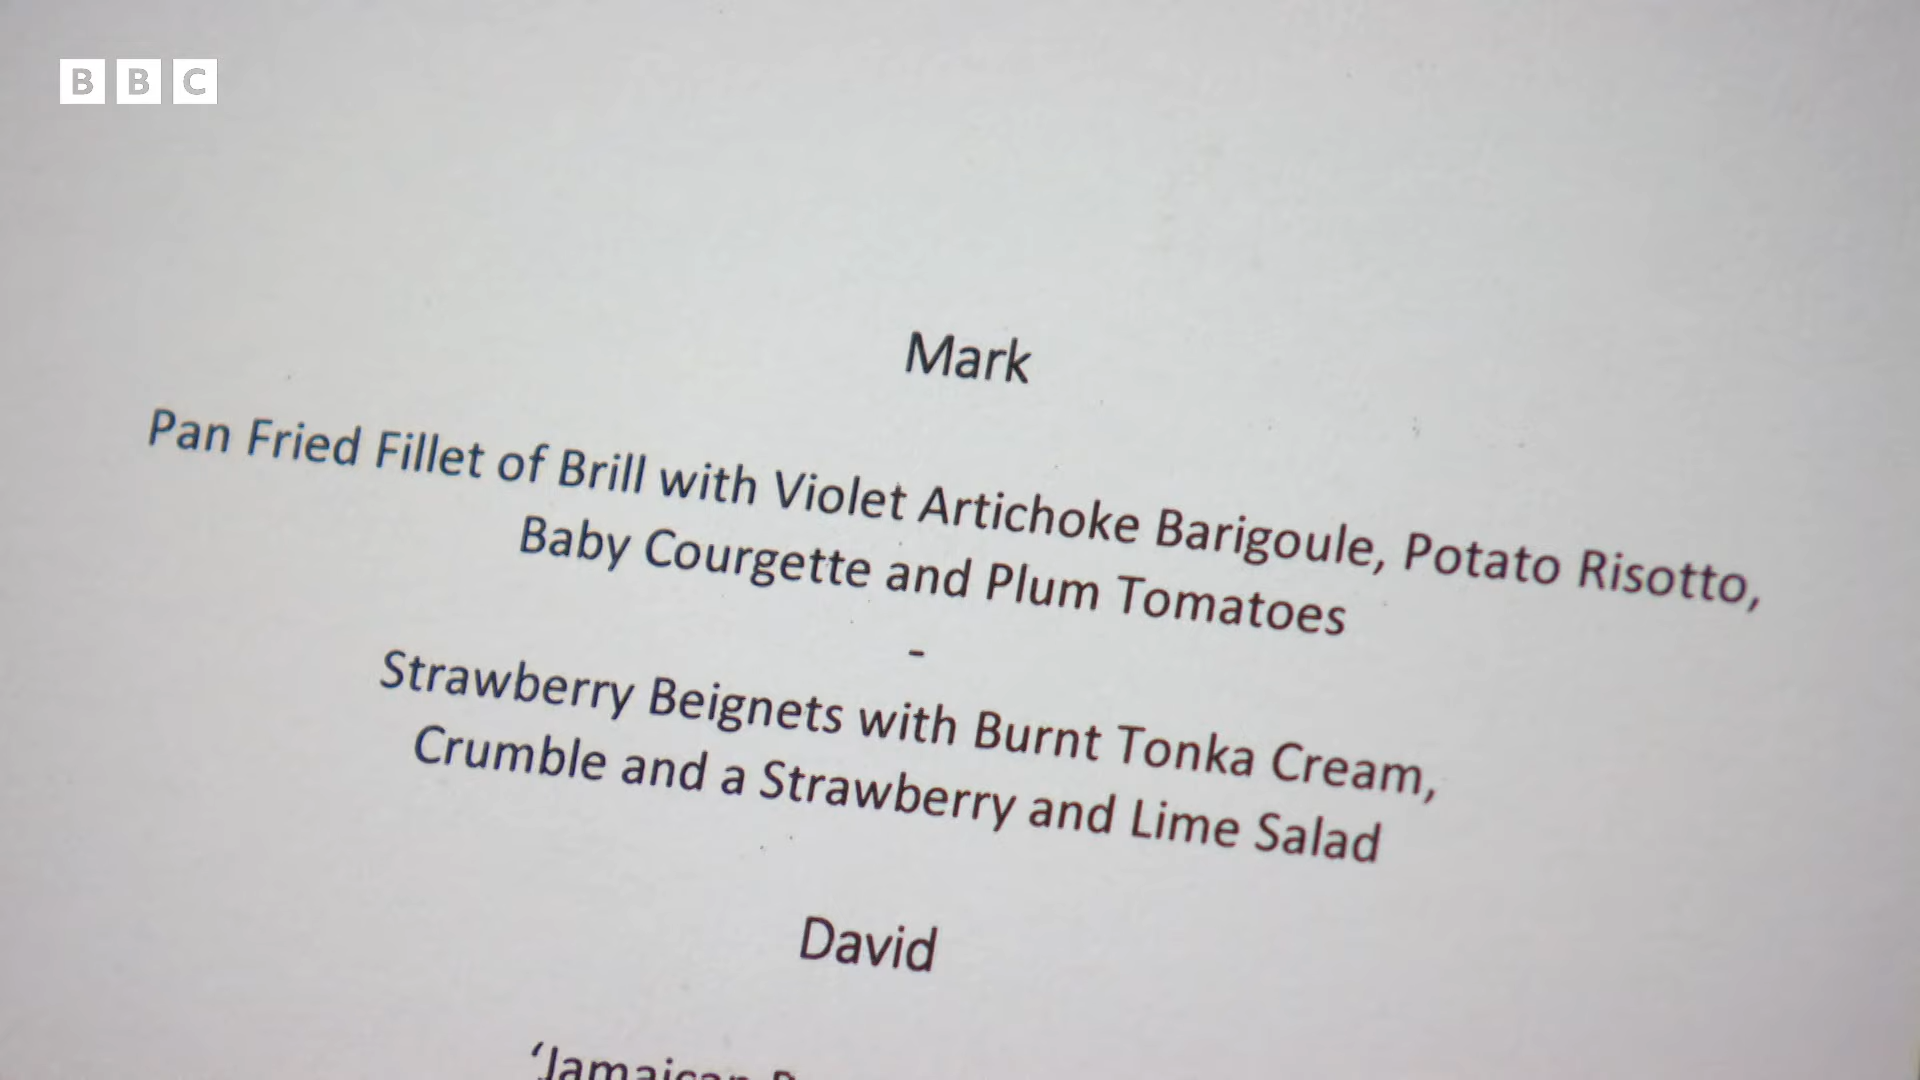 BBC
Mark
Pan Fried Fillet of Brill with Violet Artichoke Barigoule, Potato Risotto,
Baby Courgette and Plum Tomatoes
-
Strawberry Beignets with Burnt Tonka Cream,
Crumble and a Strawberry and Lime Salad
David
‘Jamaican